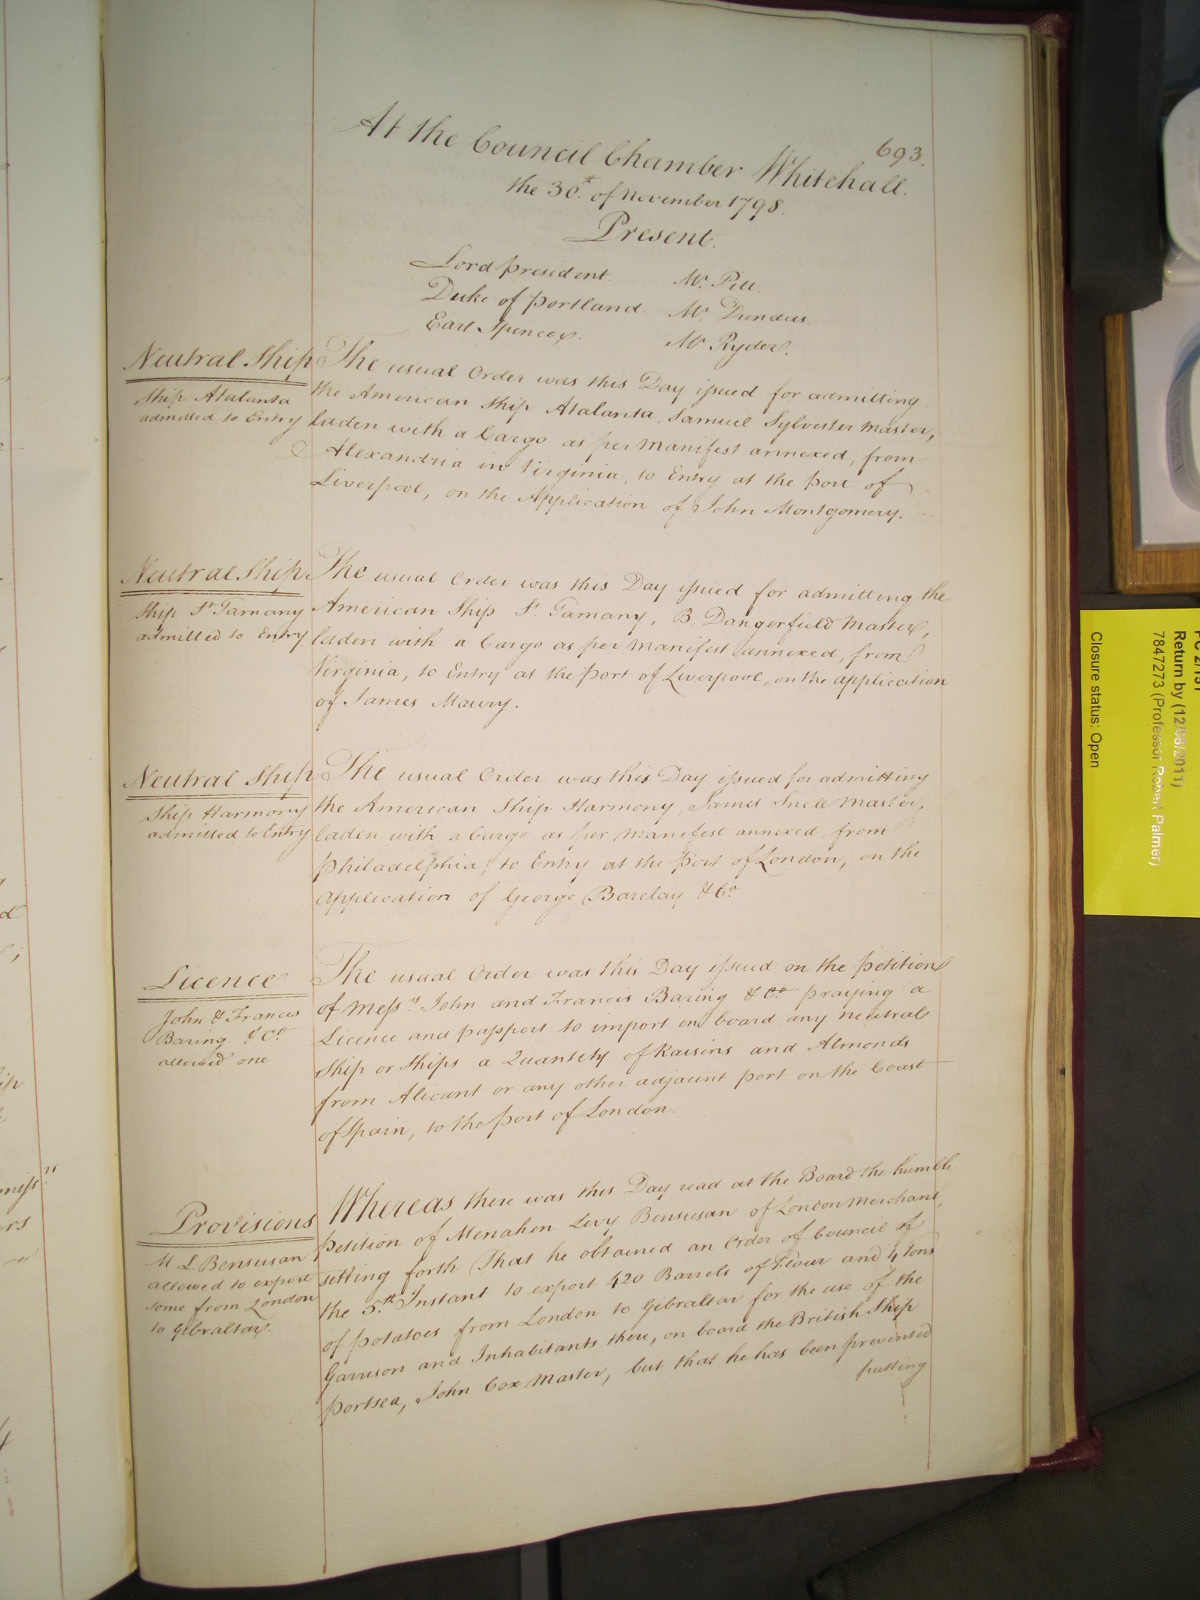 693.
At the Council Chamber Whitehall.
the 30th of November 1798.
Present.
Lord president. Mr. Pitt.
Duke of Portland. Mr. Dundas
Earl Spencer. Mr. Ryder.
Neutral Ship
Ship Atalanta
admitted to Entry
The usual Order was this Day issued for admitting
the American Ship Atalanta, Samuel Sylvester Master,
laden with a Cargo as per Manifest annexed, from
Alexandria in Virginia, to Entry at the Port of
Liverpool, on the Application of John Montgomery.
Neutral Ship
Ship St Tamany
admitted to Entry
The usual Order was this Day issued for admitting the
American Ship St Tamany, B. Dangerfield Master,
laden with a Cargo as per Manifest annexed, from
Virginia, to Entry at the Port of Liverpool, on the application
of James Maury.
Neutral Ship
Ship Harmony
admitted to Entry
The usual Order was this Day issued for admitting
the American Ship Harmony, James Master,
laden with a Cargo as per Manifest annexed from
Philadelphia, to Entry at the Port of London, on the
application of George Barclay & Co.
Licence
John & Francis
Baring & Co.
allowed one
The usual Order was this Day issued on the petition
of Messrs John and Francis Baring & Co. praying a
Licence and passport to import on board any neutral
Ship or Ships a Quantity of Raisins and Almonds
from Alicant or any other adjacent port on the Coast
of Spain, to the Port of London.
Provisions
M L Bensusan
allowed to export
some from London
to Gibraltar.
Whereas there was this Day read at the Board the humble
Petition of Menahen Levy Bensusan of London Merchant,
setting forth That he obtained an Order of Council of
the 5th Instant to export 420 Barrels of Flour and 4 tons
of potatoes from London to Gibraltar for the use of the
Garrison and Inhabitants there, on board the British Ship
Portsea, John Cox Master, but that he has been prevented
putting
Return by (12/08/2011)
7847273 (Professor Robert Palmer)
Closure status: Open